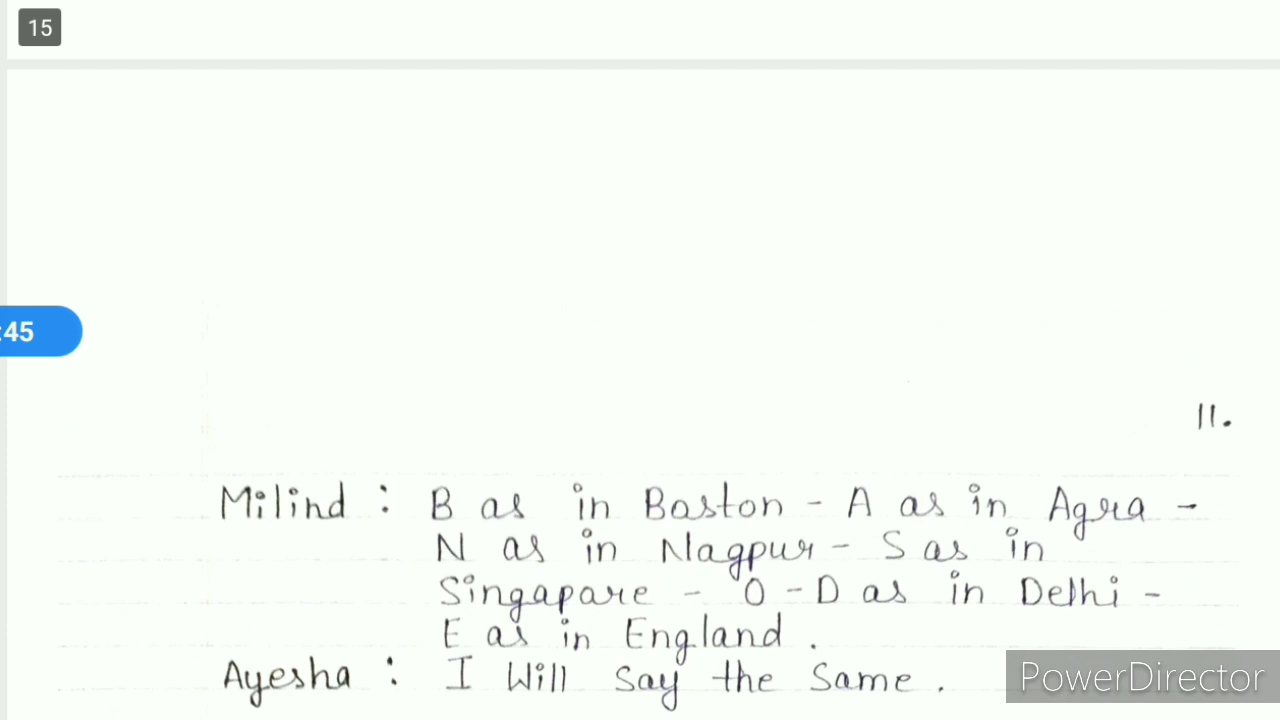 15
:45
11.
Milind : B as in Boston - A as in Agra -
N as in Nagpur - S as in
Singapare - O - D as in Delhi -
E as in England .
Ayesha : I Will say the Same .
PowerDirector